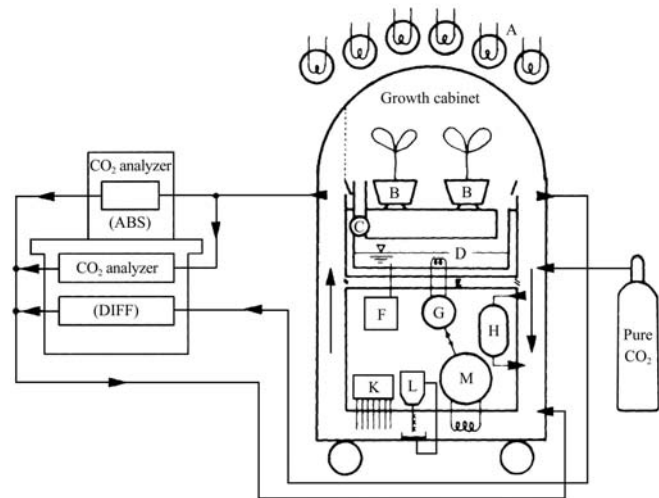 A
Growth cabinet
CO₂ analyzer
(ABS)
CO₂ analyzer
(DIFF)
B
B
C
D
F
G
H
K
L
M
Pure
CO₂